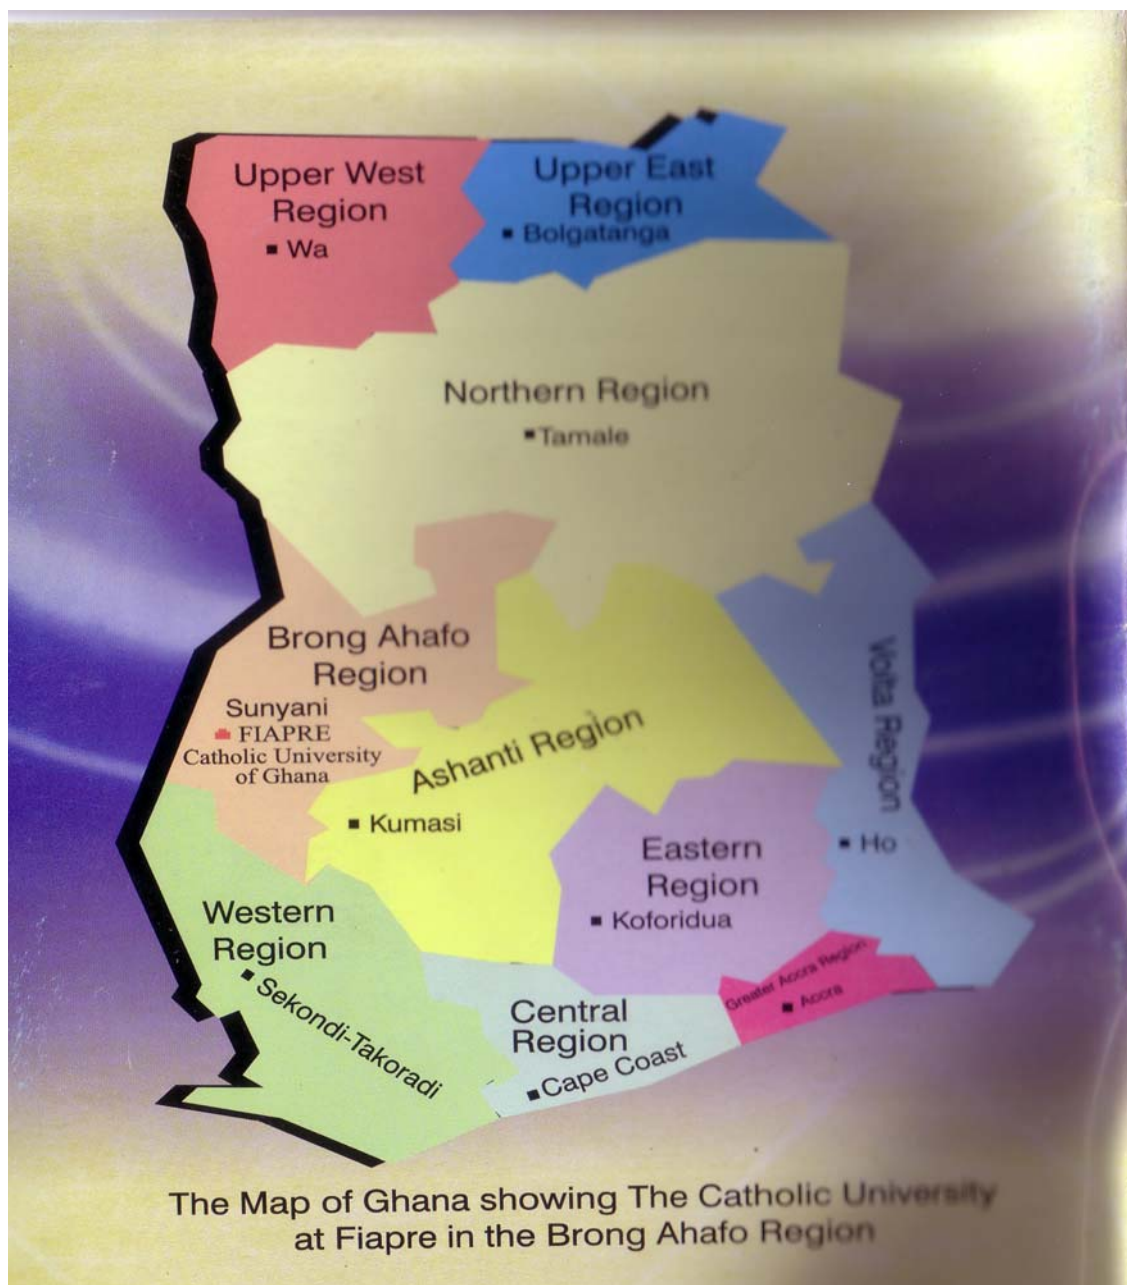 Upper West
Region
Wa
Upper East
Region
Bolgatanga
Northern Region
Tamale
Brong Ahafo
Region
Sunyani
FIAPRE
Catholic University
of Ghana
Ashanti Region
Kumasi
Volta Region
Ho
Eastern
Region
Koforidua
Western
Region
Sekondi-Takoradi
Central
Region
Cape Coast
Greater Accra Region
Accra
The Map of Ghana showing The Catholic University
at Fiapre in the Brong Ahafo Region